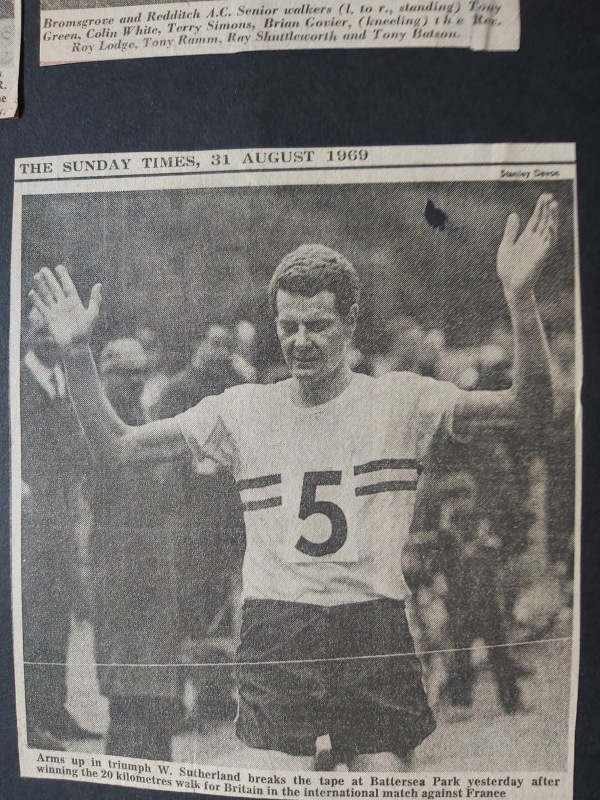 Bromsgrove and Redditch A.C. Senior walkers (l, to r., standing) Tony
Green, Colin White, Terry Simons, Brian Govier, (kneeling) the Rev.
Roy Lodge, Tony Ramm, Ray Shuttleworth and Tony Batson.
THE SUNDAY TIMES, 31 AUGUST 1969
Stanley Devon
5
Arms up in triumph W. Sutherland breaks the tape at Battersea Park yesterday after
winning the 20 kilometres walk for Britain in the international match against France